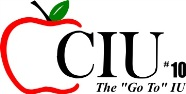 CIU #10
The "Go To" IU